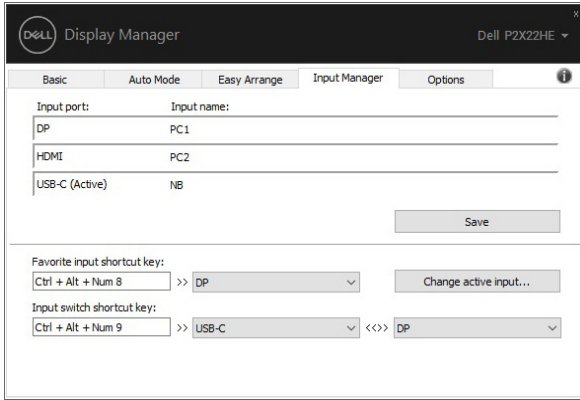 DELL Display Manager Dell P2X22HE
Basic Auto Mode Easy Arrange Input Manager Options
Input port: Input name:
DP PC1
HDMI PC2
USB-C (Active) NB
Save
Favorite input shortcut key:
Ctrl + Alt + Num 8 >> DP Change active input...
Input switch shortcut key:
Ctrl + Alt + Num 9 >> USB-C <<>> DP